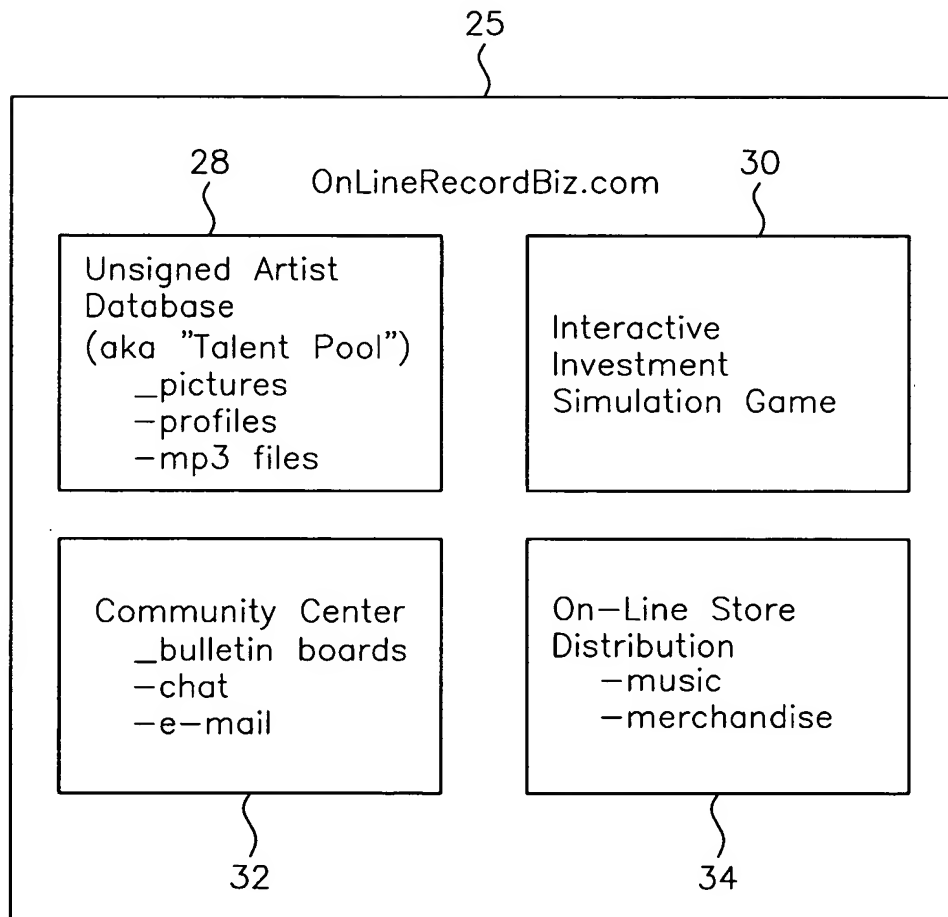 25
28
OnLineRecordBiz.com
30
Unsigned Artist
Database
(aka "Talent Pool")
_pictures
-profiles
-mp3 files
Interactive
Investment
Simulation Game
Community Center
_bulletin boards
-chat
-e-mail
On-Line Store
Distribution
-music
-merchandise
32
34